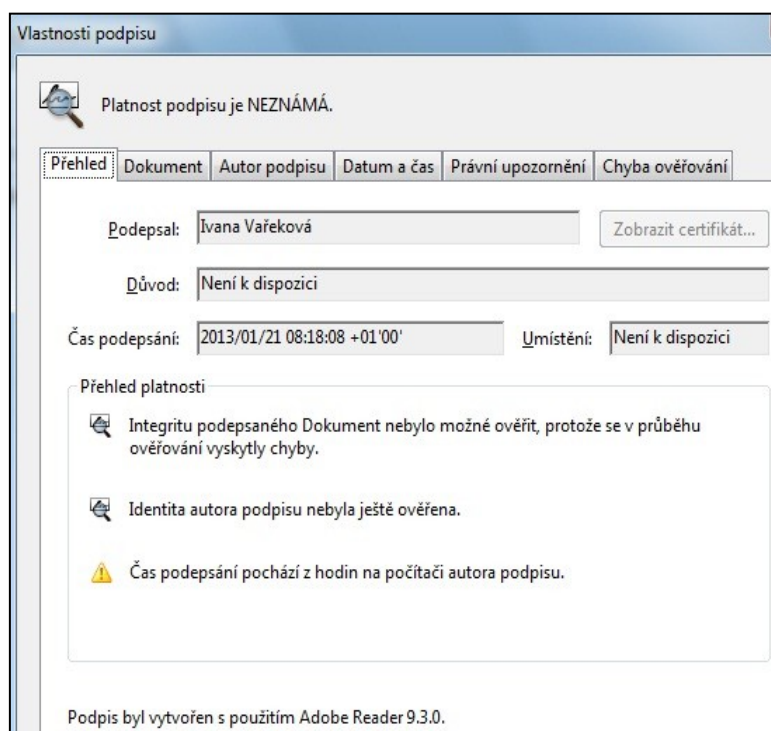 Vlastnosti podpisu
Platnost podpisu je NEZNÁMÁ.
Přehled Dokument Autor podpisu Datum a čas Právní upozornění Chyba ověřování
Podepsal: Ivana Vařeková Zobrazit certifikát...
Důvod: Není k dispozici
Čas podepsání: 2013/01/21 08:18:08 +01'00' Umístění: Není k dispozici
Přehled platnosti
Integritu podepsaného Dokument nebylo možné ověřit, protože se v průběhu
ověřování vyskytly chyby.
Identita autora podpisu nebyla ještě ověřena.
Čas podepsání pochází z hodin na počítači autora podpisu.
Podpis byl vytvořen s použitím Adobe Reader 9.3.0.